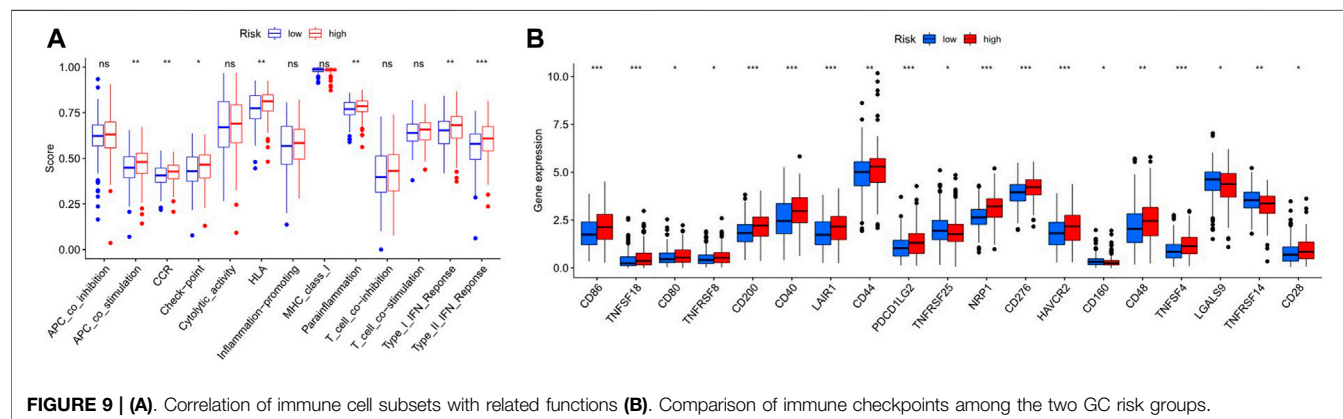 A
Risk low high
ns ** ** * ns ** ns ns ** ns ns ** ***
1.00
0.75
0.50
0.25
0.00
Score
APC_co_inhibition
APC_co_stimulation
CCR
Check-point
Cytolytic_activity
HLA
Inflammation-promoting
MHC_class_I
Parainflammation
T_cell_co-inhibition
T_cell_co-stimulation
Type_I_IFN_Reponse
Type_II_IFN_Reponse
B
Risk low high
*** *** * * *** *** *** ** *** * *** *** *** * ** *** * ** *
10.0
7.5
5.0
2.5
0.0
Gene expression
CD86
TNFSF18
CD80
TNFRSF8
CD200
CD40
LAIR1
CD44
PDCD1LG2
TNFRSF25
NRP1
CD276
HAVCR2
CD160
CD48
TNFSF4
LGALS9
TNFRSF14
CD28
FIGURE 9 | (A). Correlation of immune cell subsets with related functions (B). Comparison of immune checkpoints among the two GC risk groups.